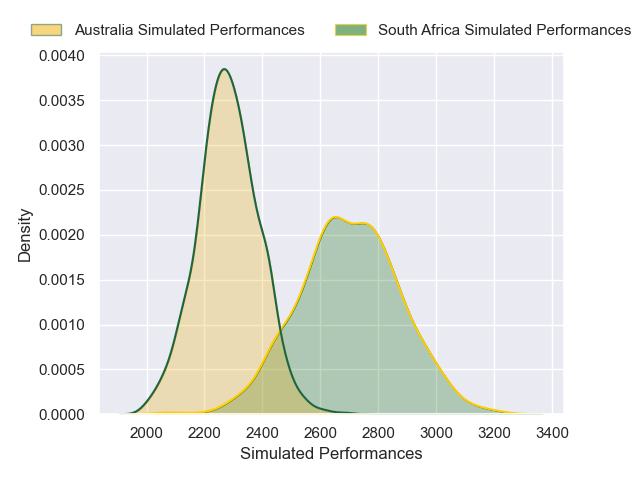 Australia Simulated Performances
South Africa Simulated Performances
0.0040
0.0035
0.0030
0.0025
0.0020
0.0015
0.0010
0.0005
0.0000
Density
2000 2200 2400 2600 2800 3000 3200 3400
Simulated Performances